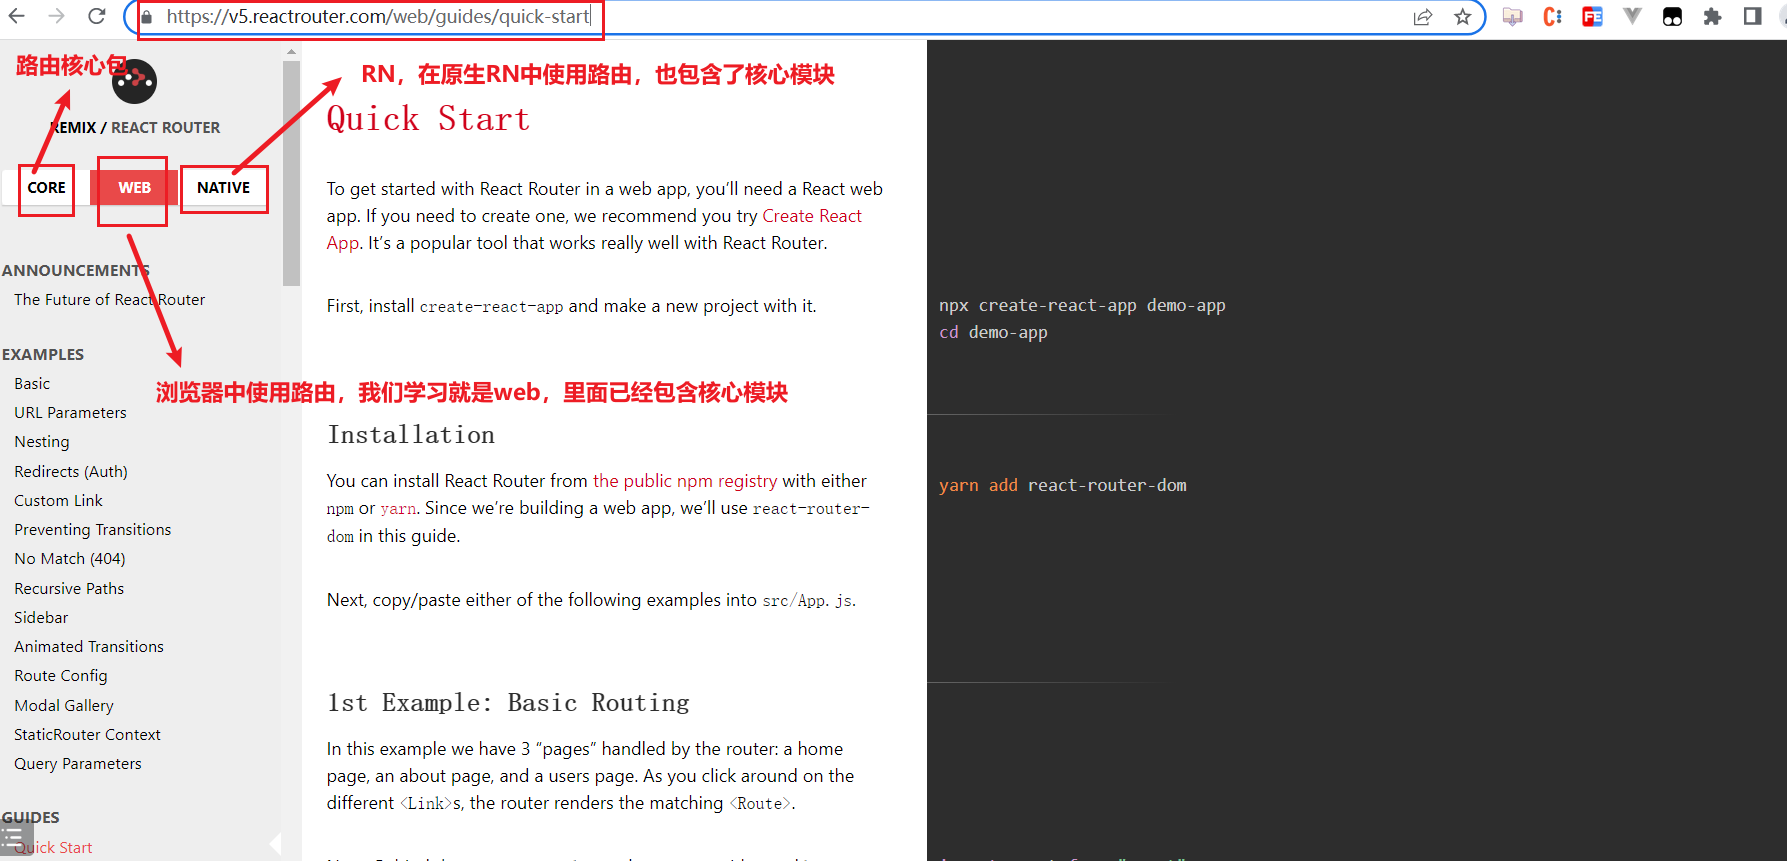 https://v5.reactrouter.com/web/guides/quick-start
路由核心包
REMIX / REACT ROUTER
CORE
WEB
NATIVE
ANNOUNCEMENTS
The Future of React Router
EXAMPLES
Basic
URL Parameters
Nesting
Redirects (Auth)
Custom Link
Preventing Transitions
No Match (404)
Recursive Paths
Sidebar
Animated Transitions
Route Config
Modal Gallery
StaticRouter Context
Query Parameters
GUIDES
Quick Start
RN，在原生RN中使用路由，也包含了核心模块
Quick Start
To get started with React Router in a web app, you’ll need a React web
app. If you need to create one, we recommend you try Create React
App. It’s a popular tool that works really well with React Router.
First, install create-react-app and make a new project with it.
npx create-react-app demo-app
cd demo-app
浏览器中使用路由，我们学习就是web，里面已经包含核心模块
Installation
You can install React Router from the public npm registry with either
npm or yarn. Since we’re building a web app, we’ll use react-router-
dom in this guide.
yarn add react-router-dom
Next, copy/paste either of the following examples into src/App.js.
1st Example: Basic Routing
In this example we have 3 “pages” handled by the router: a home
page, an about page, and a users page. As you click around on the
different <Link>s, the router renders the matching <Route>.